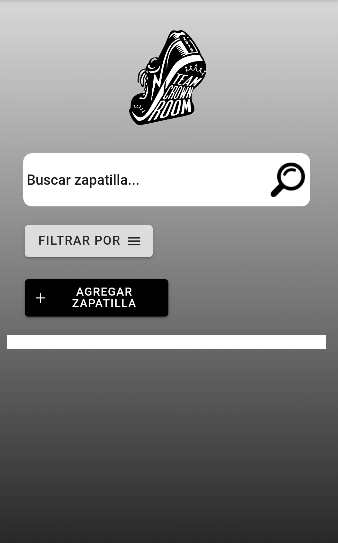 TEAM
CROWN
ROOM
Buscar zapatilla...
FILTRAR POR
AGREGAR
ZAPATILLA